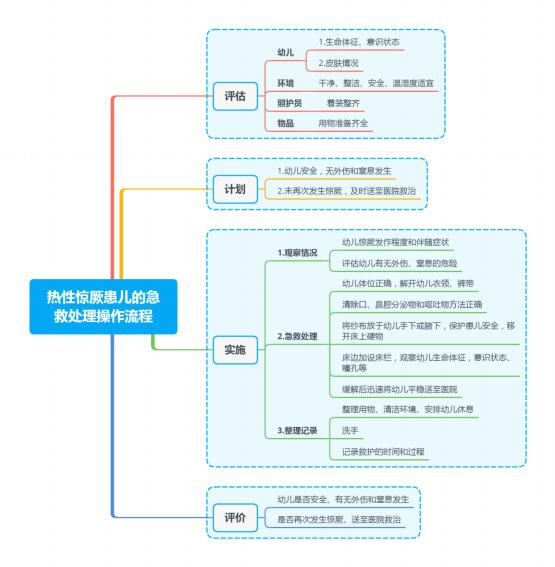 热性惊厥患儿的急
救处理操作流程
评估
幼儿
1.生命体征、意识状态
2.皮肤情况
环境
干净、整洁、安全、温湿度适宜
照护员
着装整齐
物品
用物准备齐全
计划
1.幼儿安全，无外伤和窒息发生
2.未再次发生惊厥，及时送至医院救治
实施
1.观察情况
幼儿惊厥发作程度和伴随症状
评估幼儿有无外伤、窒息的危险
2.急救处理
幼儿体位正确，解开幼儿衣领、裤带
清除口、鼻腔分泌物和呕吐物方法正确
将纱布放于幼儿手下或腋下，保护患儿安全，移
开床上硬物
床边加设床栏，观察幼儿生命体征，意识状态、
瞳孔等
缓解后迅速将幼儿平稳送至医院
3.整理记录
整理用物、清洁环境、安排幼儿休息
洗手
记录救护的时间和过程
评价
幼儿是否安全、有无外伤和窒息发生
是否再次发生惊厥、送至医院救治